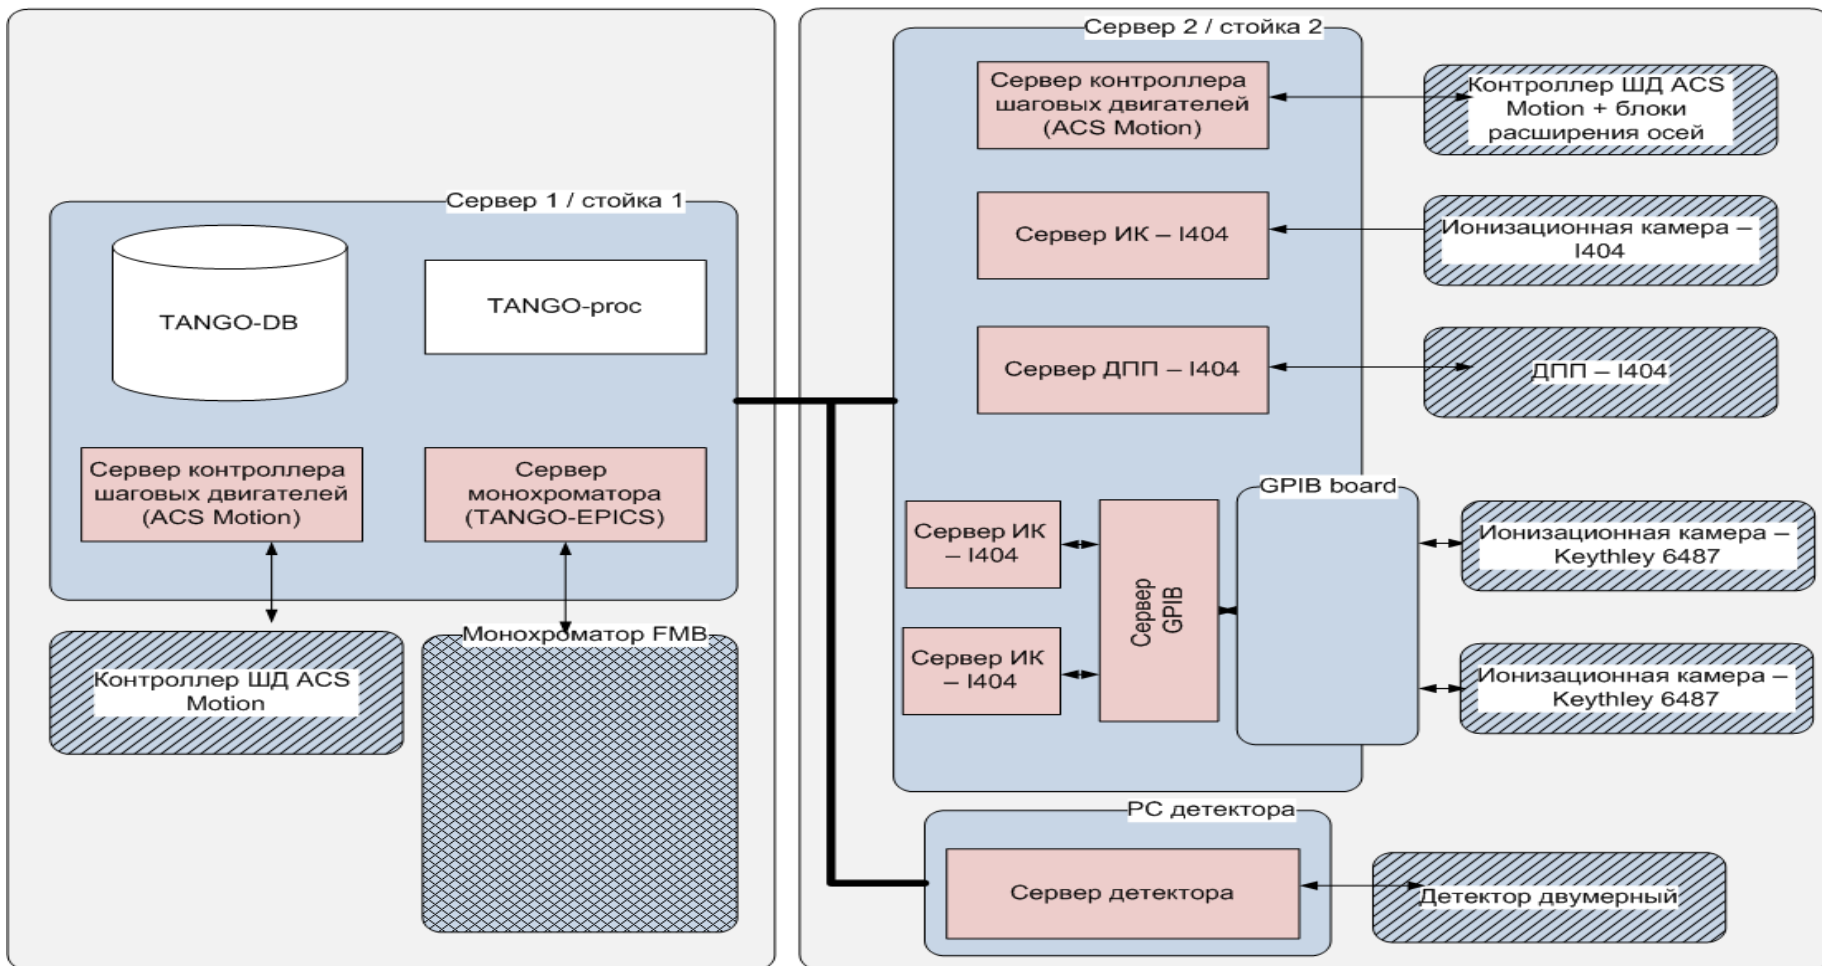 Сервер 1 / стойка 1
TANGO-DB
TANGO-proc
Сервер контроллера
шаговых двигателей
(ACS Motion)
Сервер
монохроматора
(TANGO-EPICS)
Контроллер ШД ACS
Motion
Монохроматор FMB
Сервер 2 / стойка 2
Сервер контроллера
шаговых двигателей
(ACS Motion)
Контроллер ШД ACS
Motion + блоки
расширения осей
Сервер ИК – I404
Ионизационная камера –
I404
Сервер ДПП – I404
ДПП – I404
GPIB board
Сервер ИК
– I404
Сервер ИК
– I404
Сервер
GPIB
Ионизационная камера –
Keythley 6487
Ионизационная камера –
Keythley 6487
PC детектора
Сервер детектора
Детектор двумерный